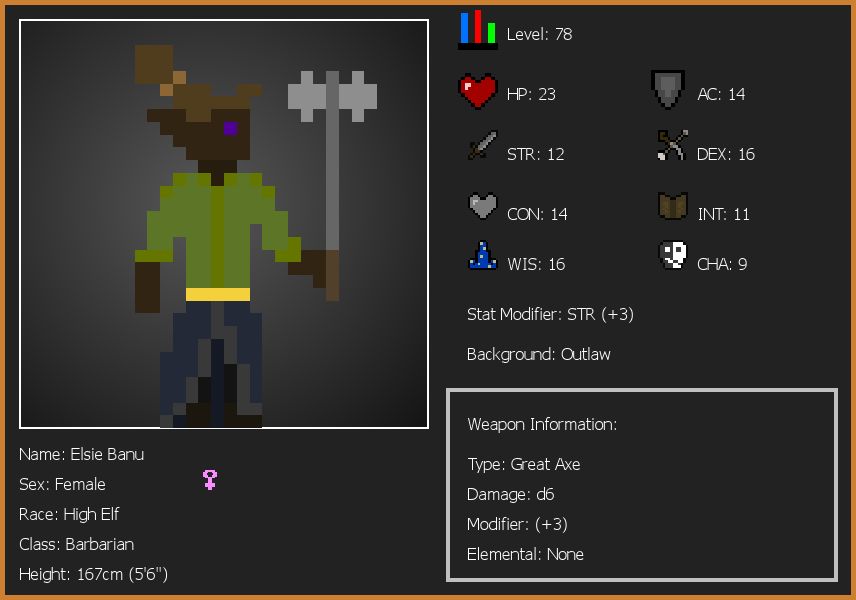 Level: 78
HP: 23
AC: 14
STR: 12
DEX: 16
CON: 14
INT: 11
WIS: 16
CHA: 9
Stat Modifier: STR (+3)
Background: Outlaw
Weapon Information:
Type: Great Axe
Damage: d6
Modifier: (+3)
Elemental: None
Name: Elsie Banu
Sex: Female
Race: High Elf
Class: Barbarian
Height: 167cm (5'6")